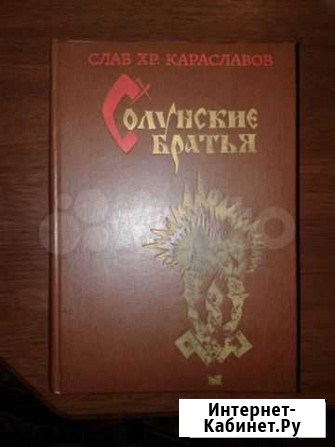 СЛАВ ХР. КАРАСЛАВОВ
Солунские
братья
Интернет-
Кабинет.Ру